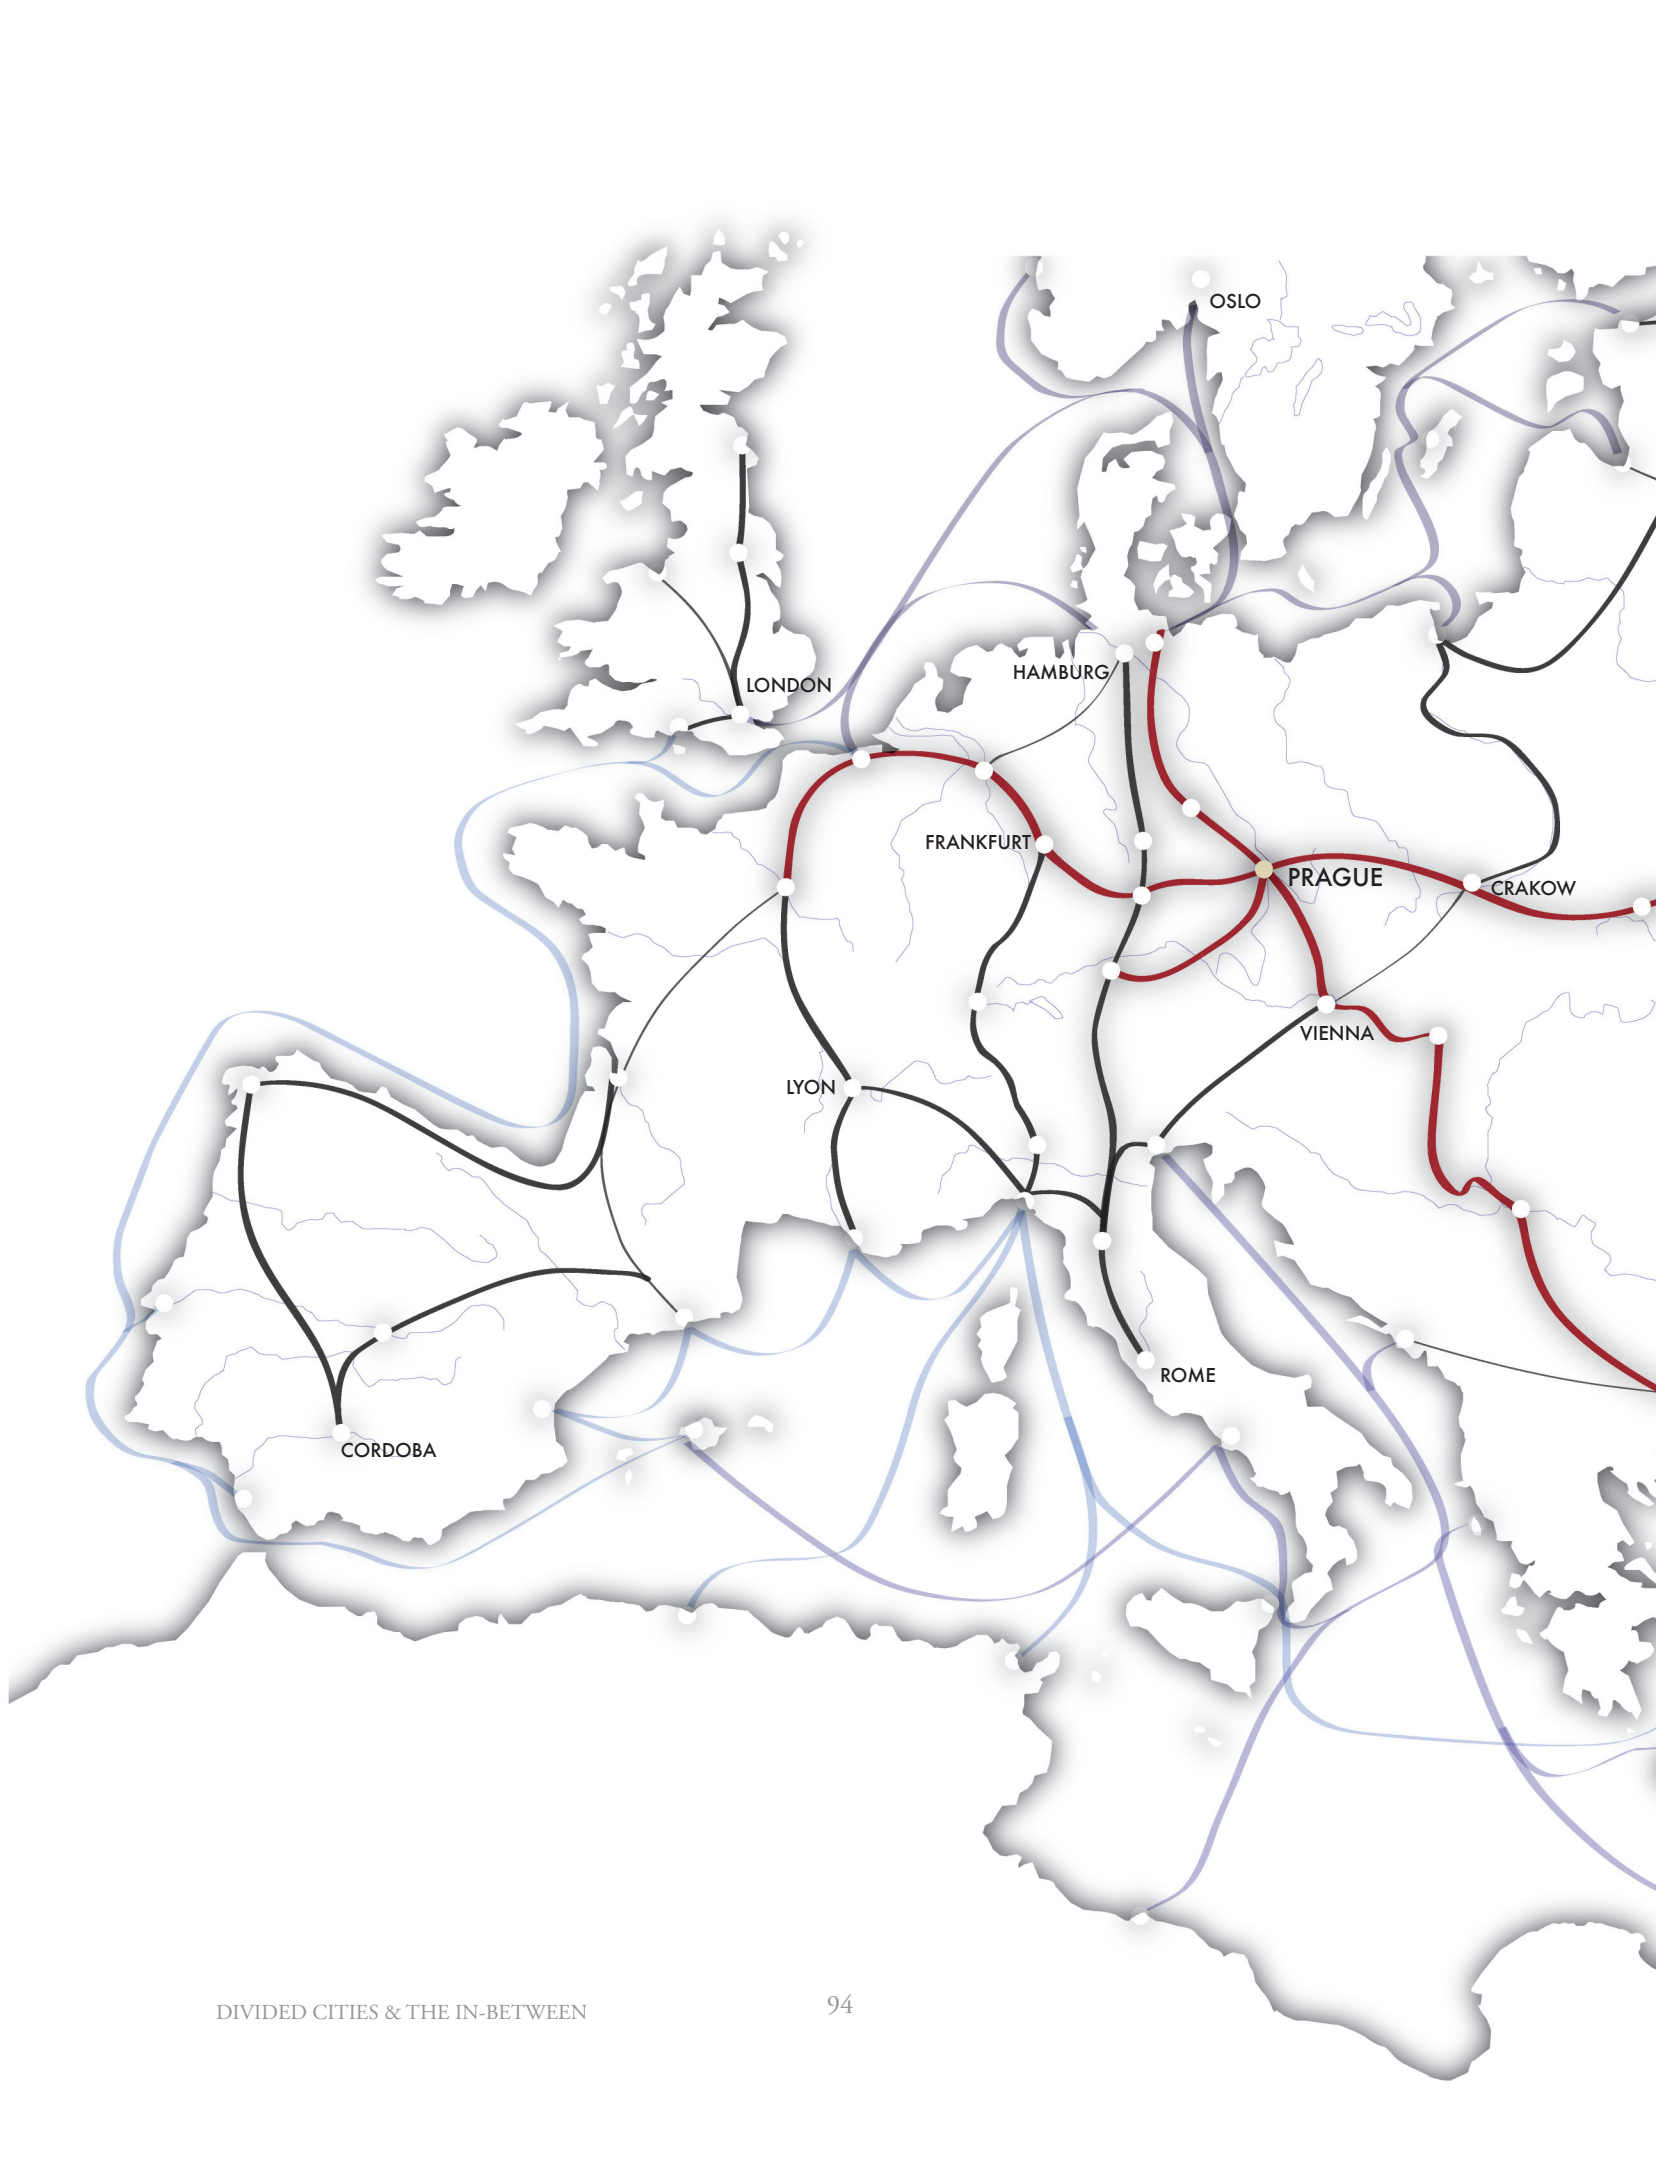 OSLO
HAMBURG
LONDON
FRANKFURT
PRAGUE
CRAKOW
VIENNA
LYON
ROME
CORDOBA
DIVIDED CITIES & THE IN-BETWEEN
94